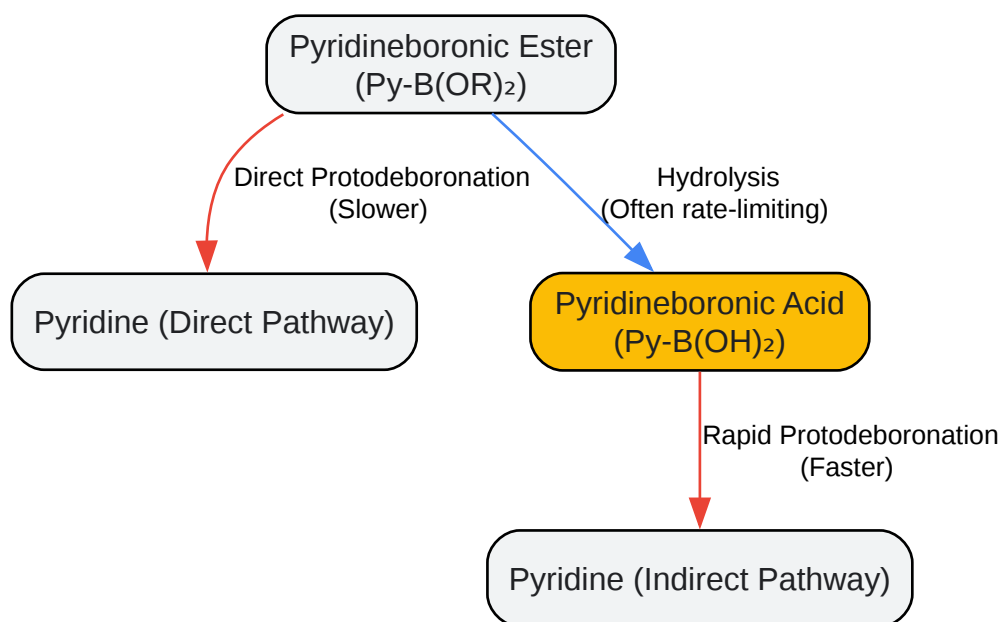 Pyridineboronic Ester
(Py-B(OR)₂)
Direct Protodeboronation
(Slower)
Hydrolysis
(Often rate-limiting)
Pyridine (Direct Pathway)
Pyridineboronic Acid
(Py-B(OH)₂)
Rapid Protodeboronation
(Faster)
Pyridine (Indirect Pathway)